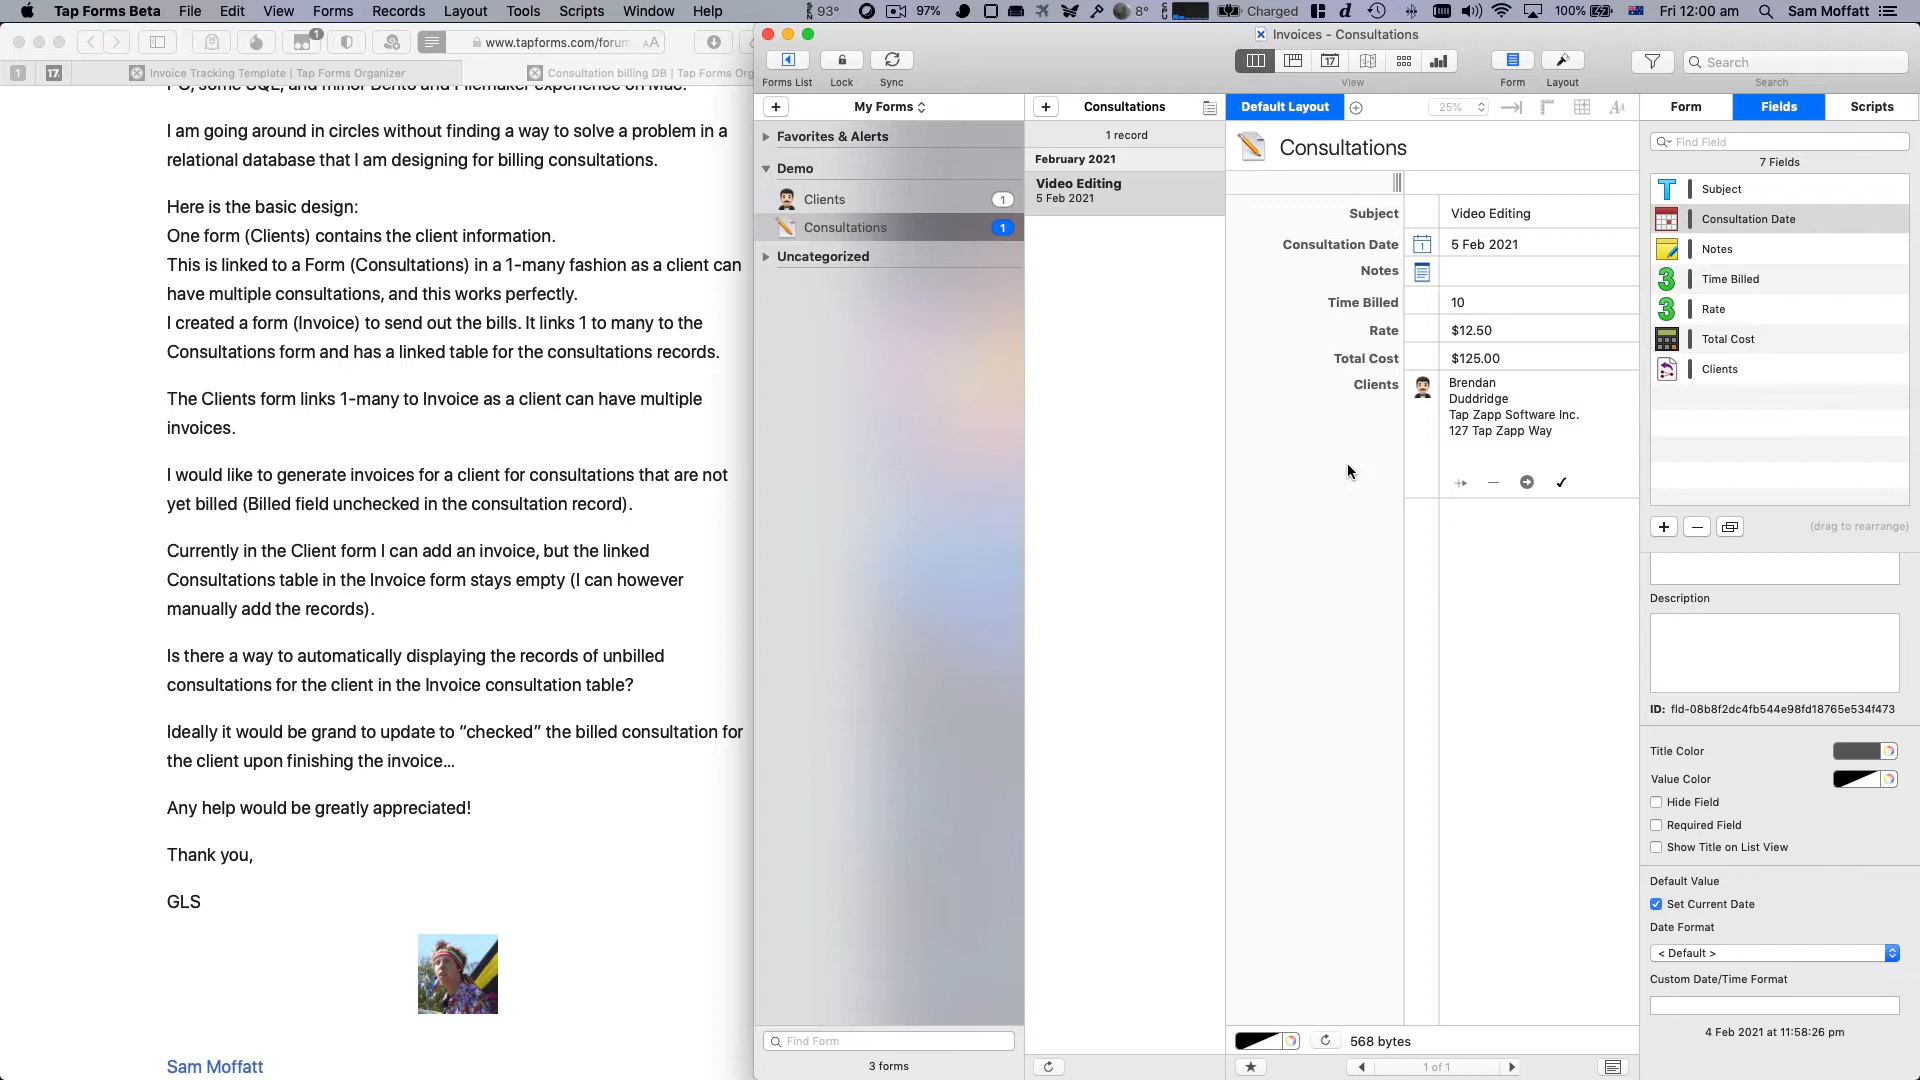 Tap Forms Beta File Edit View Forms Records Layout Tools Scripts Window Help 93° 97% 8° Charged 100% Fri 12:00 am Sam Moffatt
1 www.tapforms.com/forum
Invoices - Consultations
Forms List Lock Sync View Form Layout Search Search
1 17 Invoice Tracking Template | Tap Forms Organizer Consultation billing DB | Tap Forms Org
PC, some SQL, and minor Bento and Filemaker experience on Mac.
I am going around in circles without finding a way to solve a problem in a
relational database that I am designing for billing consultations.
Here is the basic design:
One form (Clients) contains the client information.
This is linked to a Form (Consultations) in a 1-many fashion as a client can
have multiple consultations, and this works perfectly.
I created a form (Invoice) to send out the bills. It links 1 to many to the
Consultations form and has a linked table for the consultations records.
The Clients form links 1-many to Invoice as a client can have multiple
invoices.
I would like to generate invoices for a client for consultations that are not
yet billed (Billed field unchecked in the consultation record).
Currently in the Client form I can add an invoice, but the linked
Consultations table in the Invoice form stays empty (I can however
manually add the records).
Is there a way to automatically displaying the records of unbilled
consultations for the client in the Invoice consultation table?
Ideally it would be grand to update to “checked” the billed consultation for
the client upon finishing the invoice...
Any help would be greatly appreciated!
Thank you,
GLS
Sam Moffatt
My Forms
Favorites & Alerts
Demo
Clients 1
Consultations 1
Uncategorized
Find Form
3 forms
Consultations
1 record
February 2021
Video Editing
5 Feb 2021
Default Layout 25%
Consultations
Subject Video Editing
Consultation Date 5 Feb 2021
Notes
Time Billed 10
Rate $12.50
Total Cost $125.00
Clients Brendan
Duddridge
Tap Zapp Software Inc.
127 Tap Zapp Way
568 bytes
1 of 1
Form Fields Scripts
Find Field
7 Fields
Subject
Consultation Date
Notes
Time Billed
Rate
Total Cost
Clients
(drag to rearrange)
Description
ID: fld-08b8f2dc4fb544e98fd18765e534f473
Title Color
Value Color
Hide Field
Required Field
Show Title on List View
Default Value
Set Current Date
Date Format
< Default >
Custom Date/Time Format
4 Feb 2021 at 11:58:26 pm